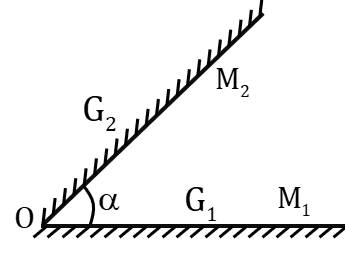 M₂
G₂
O α G₁ M₁